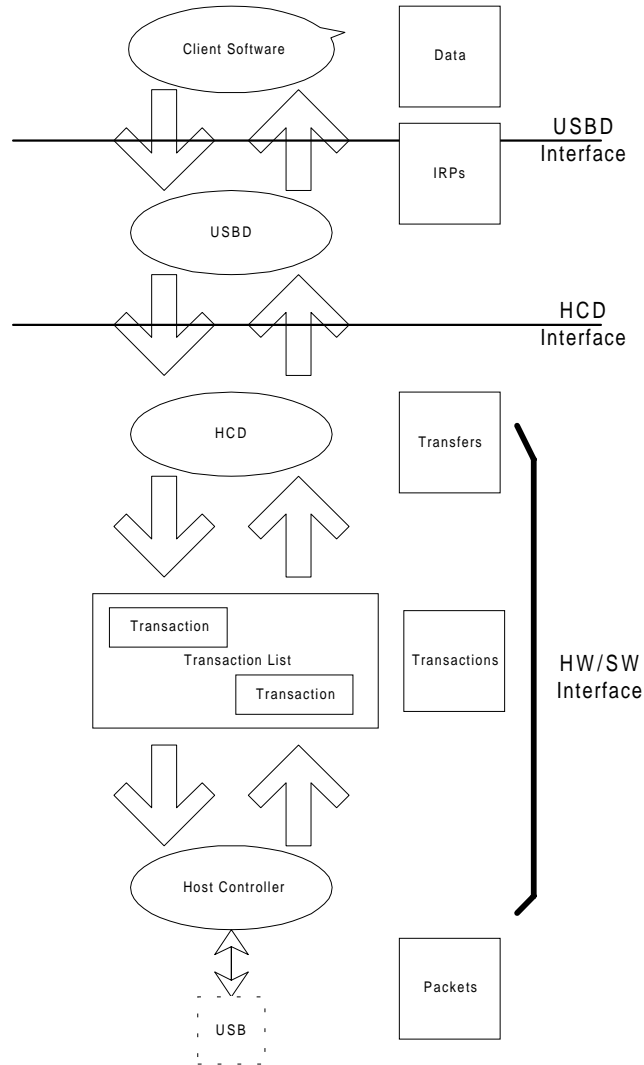 Client Software
Data
USBD
Interface
IRPs
USBD
HCD
Interface
HCD
Transfers
Transaction
Transaction List
Transaction
Transactions
HW/SW
Interface
Host Controller
Packets
USB